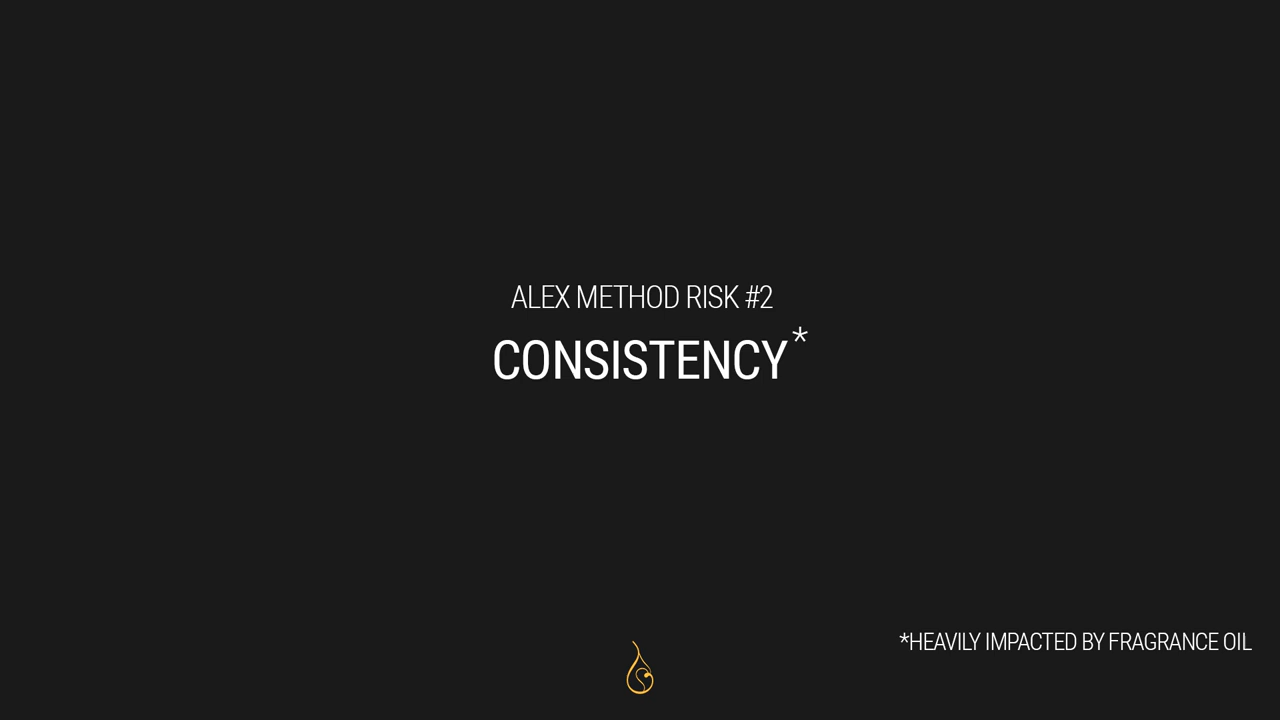 ALEX METHOD RISK #2
CONSISTENCY*
*HEAVILY IMPACTED BY FRAGRANCE OIL